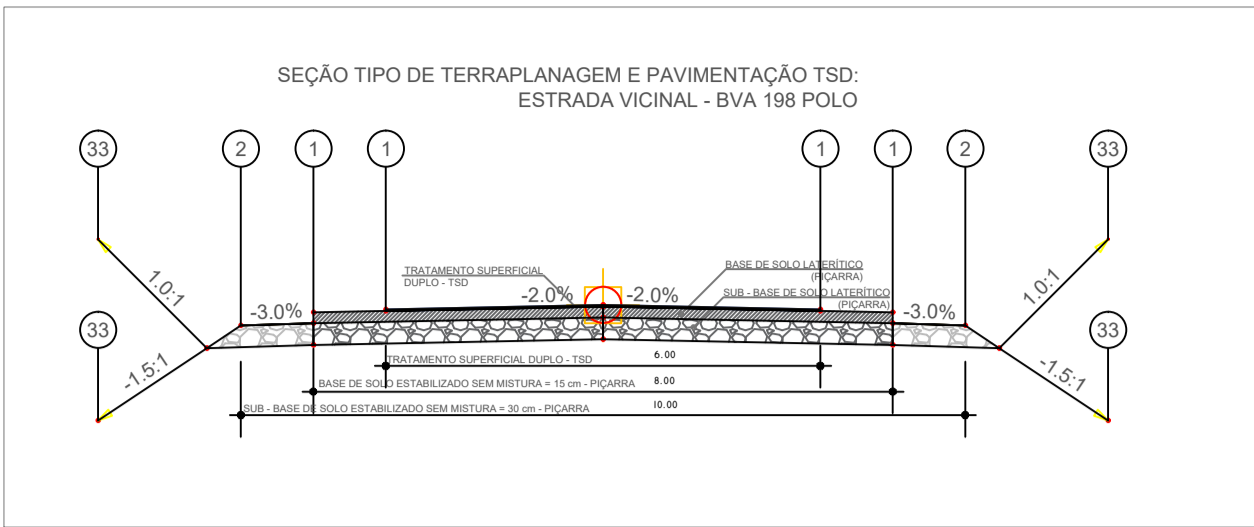 SEÇÃO TIPO DE TERRAPLANAGEM E PAVIMENTAÇÃO TSD:
ESTRADA VICINAL - BVA 198 POLO
33
2
1
1
1
1
2
33
1.0:1
1.0:1
TRATAMENTO SUPERFICIAL
DUPLO - TSD
BASE DE SOLO LATERÍTICO
(PIÇARRA)
SUB - BASE DE SOLO LATERÍTICO
(PIÇARRA)
-3.0%
-2.0%
-2.0%
-3.0%
33
33
-1.5:1
-1.5:1
TRATAMENTO SUPERFICIAL DUPLO - TSD
6.00
BASE DE SOLO ESTABILIZADO SEM MISTURA = 15 cm - PIÇARRA
8.00
SUB - BASE DE SOLO ESTABILIZADO SEM MISTURA = 30 cm - PIÇARRA
10.00